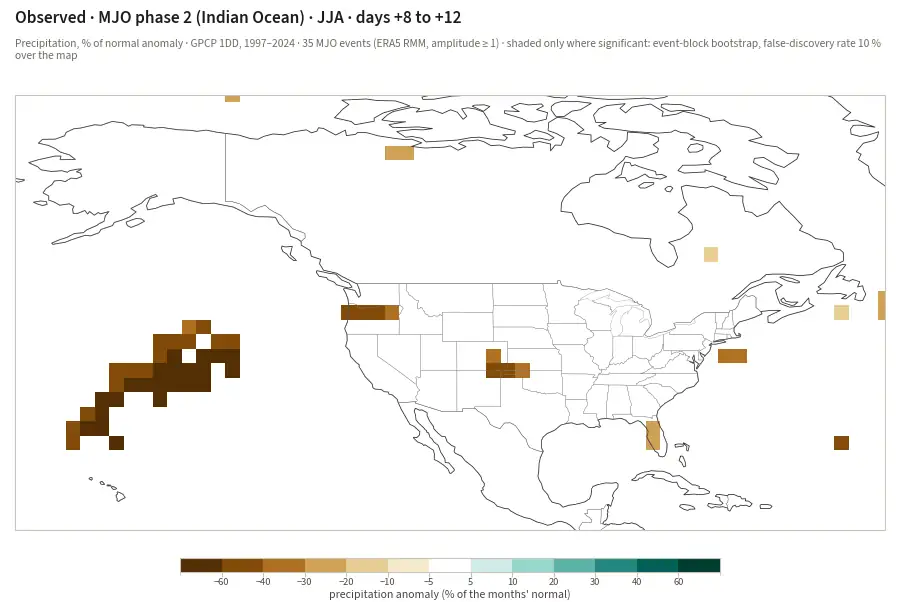 Observed · MJO phase 2 (Indian Ocean) · JJA · days +8 to +12
Precipitation, % of normal anomaly · GPCP 1DD, 1997–2024 · 35 MJO events (ERA5 RMM, amplitude ≥ 1) · shaded only where significant: event-block bootstrap, false-discovery rate 10 %
over the map
−60 −40 −30 −20 −10 −5 5 10 20 30 40 60
precipitation anomaly (% of the months' normal)